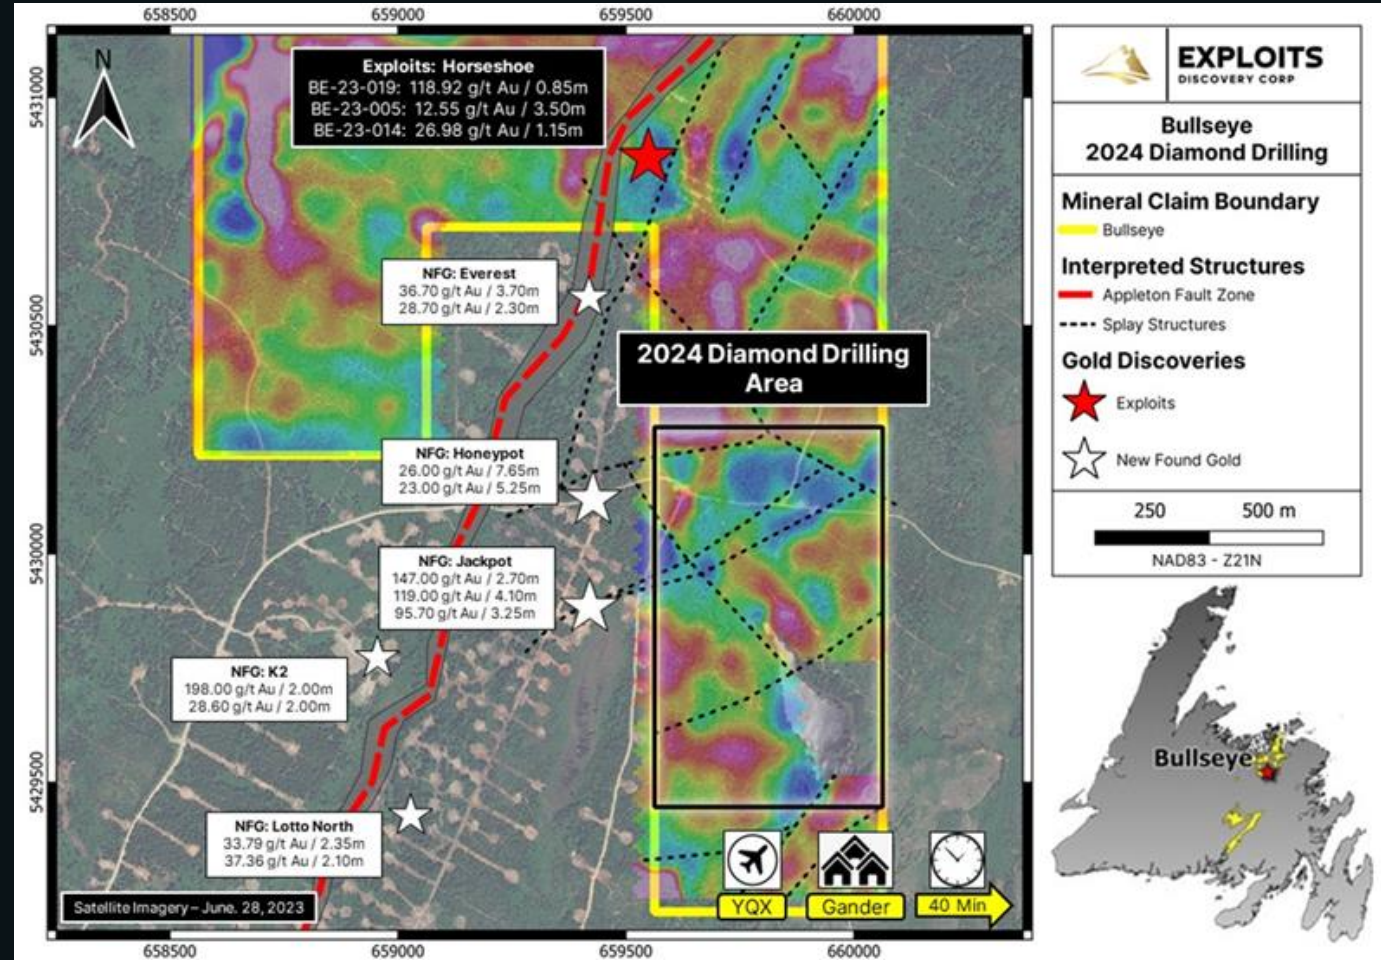 658500
659000
659500
660000
5431000
5430500
5430000
5429500
N
Exploits: Horseshoe
BE-23-019: 118.92 g/t Au / 0.85m
BE-23-005: 12.55 g/t Au / 3.50m
BE-23-014: 26.98 g/t Au / 1.15m
NFG: Everest
36.70 g/t Au / 3.70m
28.70 g/t Au / 2.30m
2024 Diamond Drilling
Area
NFG: Honeypot
26.00 g/t Au / 7.65m
23.00 g/t Au / 5.25m
NFG: Jackpot
147.00 g/t Au / 2.70m
119.00 g/t Au / 4.10m
95.70 g/t Au / 3.25m
NFG: K2
198.00 g/t Au / 2.00m
28.60 g/t Au / 2.00m
NFG: Lotto North
33.79 g/t Au / 2.35m
37.36 g/t Au / 2.10m
Satellite Imagery – June. 28, 2023
YQX
Gander
40 Min
658500
659000
659500
660000
EXPLOITS
DISCOVERY CORP
Bullseye
2024 Diamond Drilling
Mineral Claim Boundary
Bullseye
Interpreted Structures
Appleton Fault Zone
Splay Structures
Gold Discoveries
Exploits
New Found Gold
250
500 m
NAD83 - Z21N
Bullseye